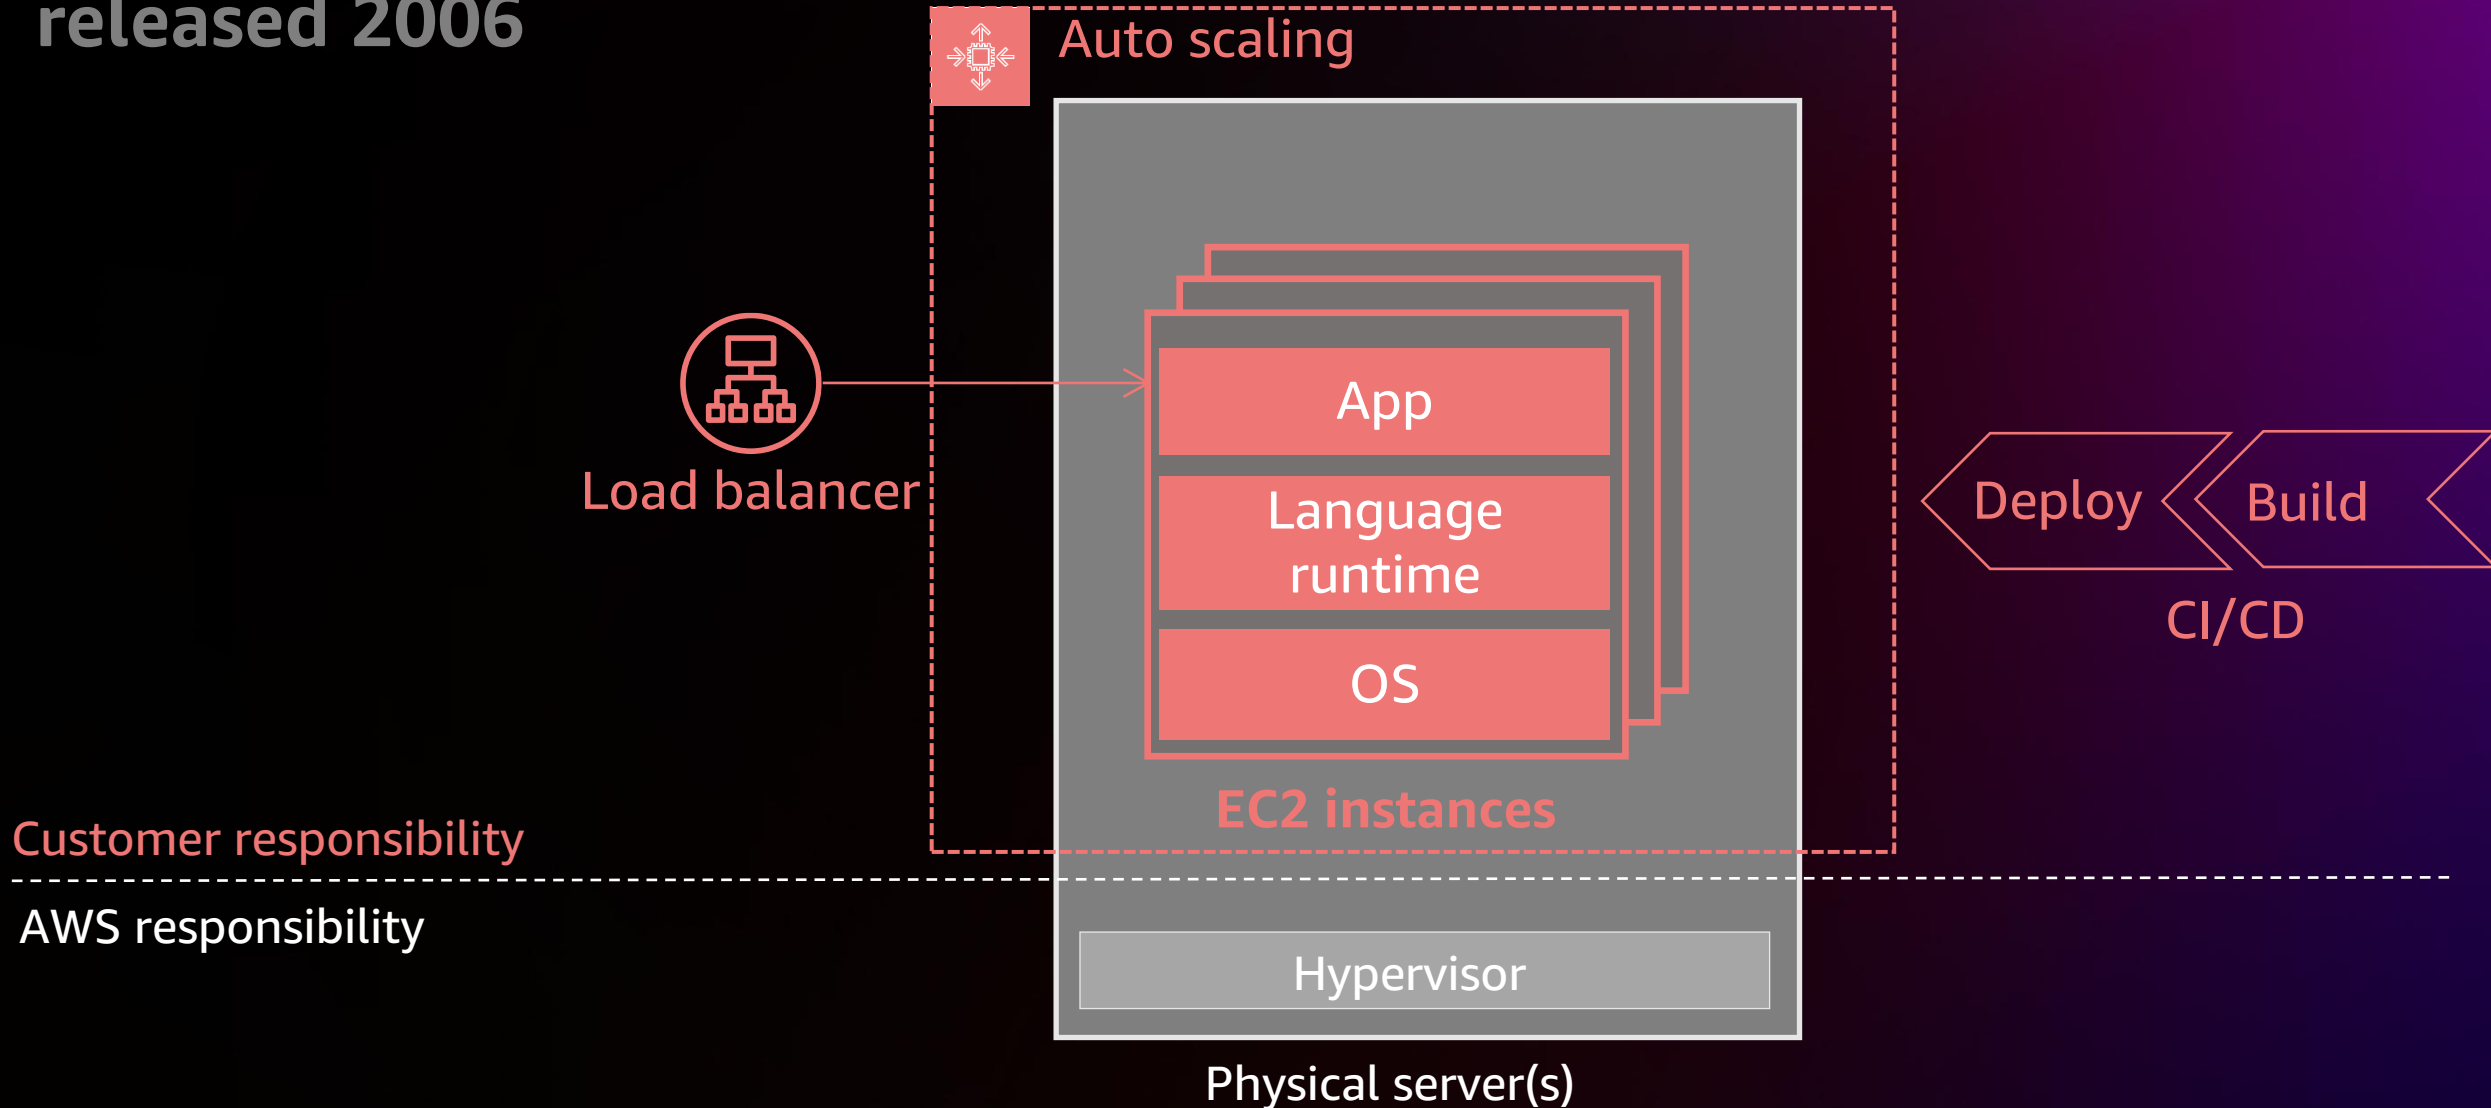 released 2006
Auto scaling
Load balancer
App
Language
runtime
OS
EC2 instances
Deploy
Build
CI/CD
Customer responsibility
AWS responsibility
Hypervisor
Physical server(s)